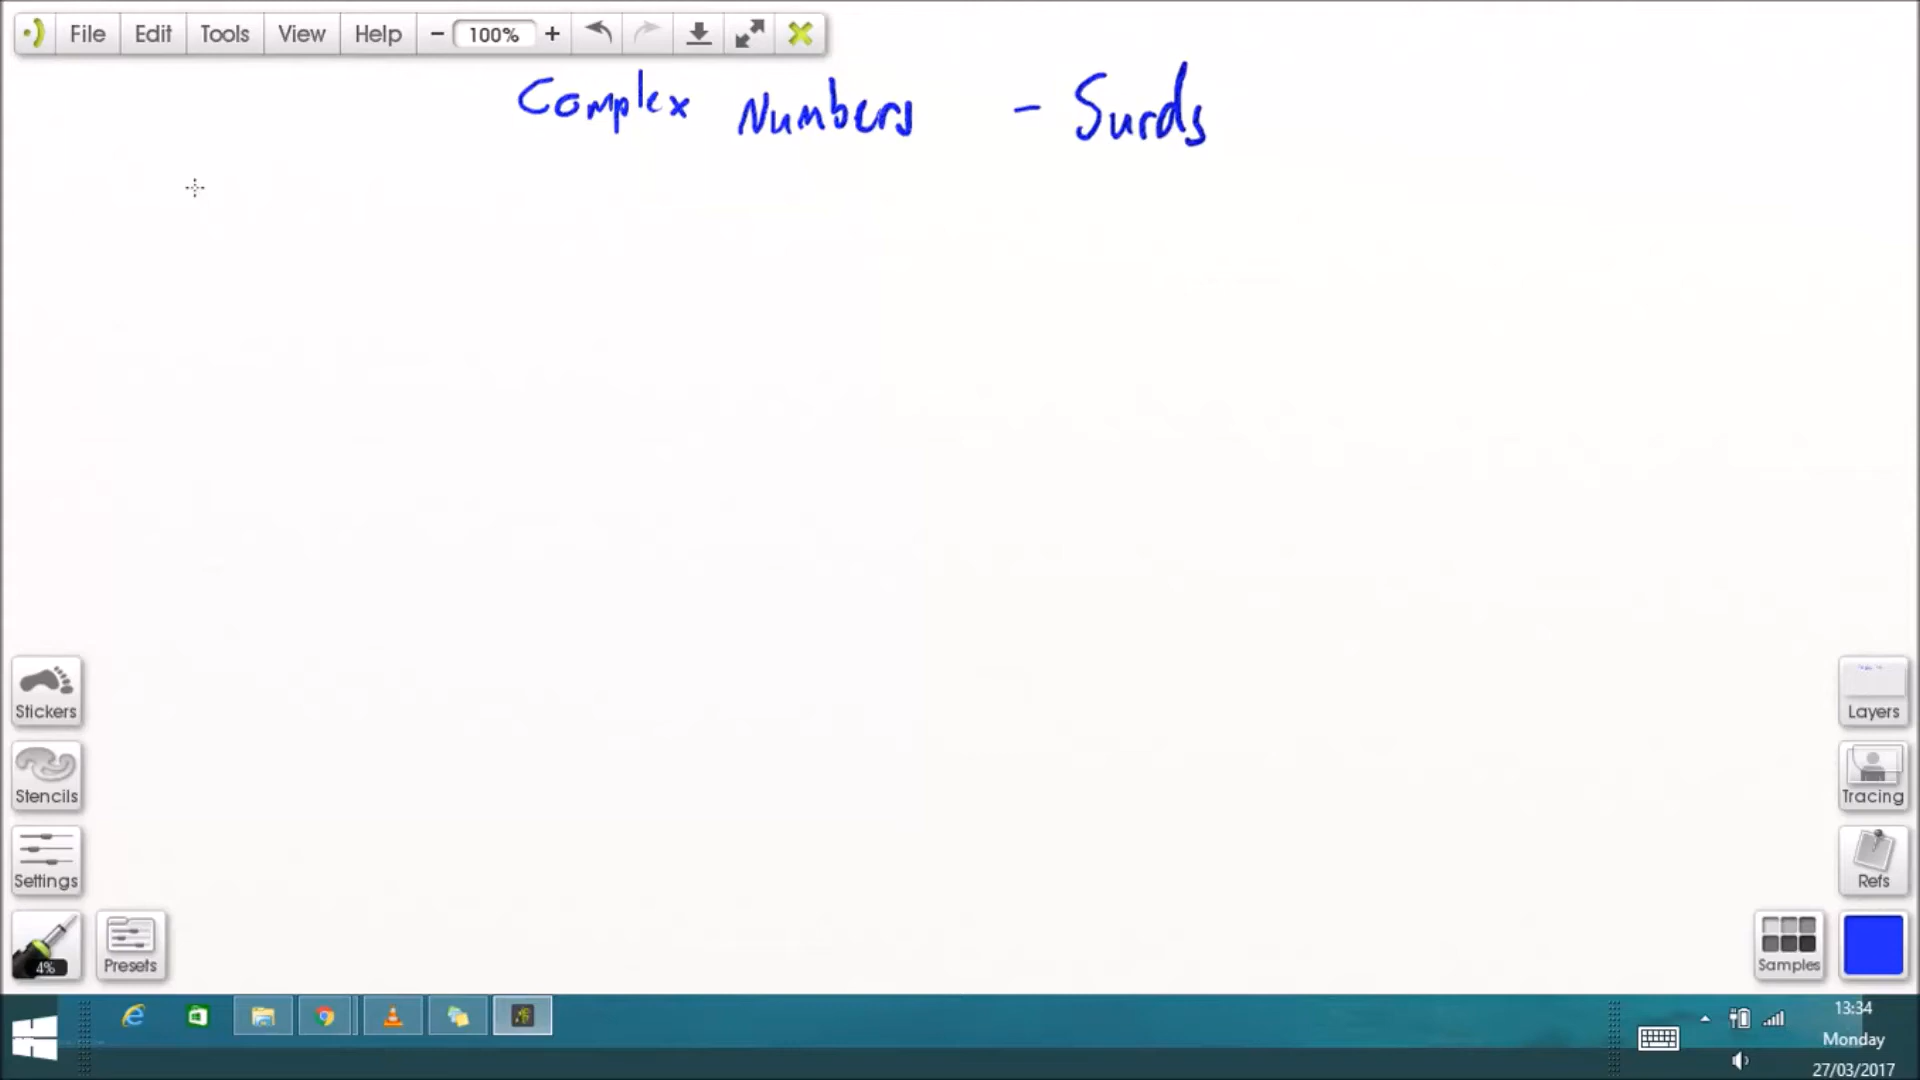 File Edit Tools View Help − 100% +
Complex Numbers - Surds
Stickers
Layers
Stencils
Tracing
Settings
Refs
4%
Presets
Samples
13:34
Monday
27/03/2017